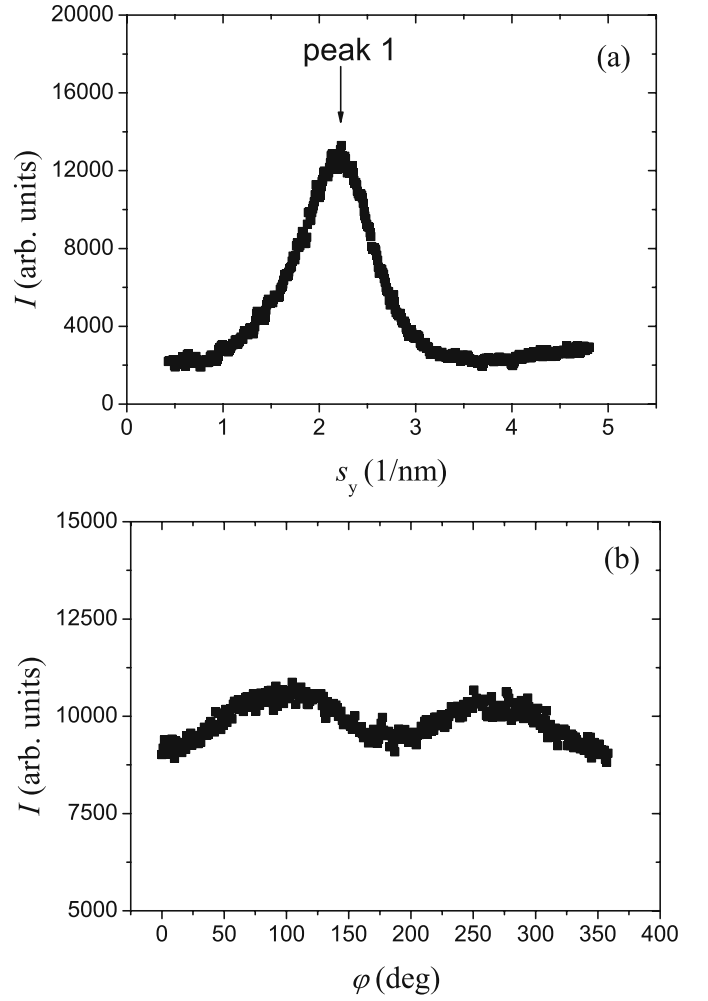 20000
peak 1
(a)
16000
12000
8000
4000
0
I (arb. units)
0 1 2 3 4 5
s_y (1/nm)
15000
(b)
12500
10000
7500
5000
I (arb. units)
0 50 100 150 200 250 300 350 400
φ (deg)